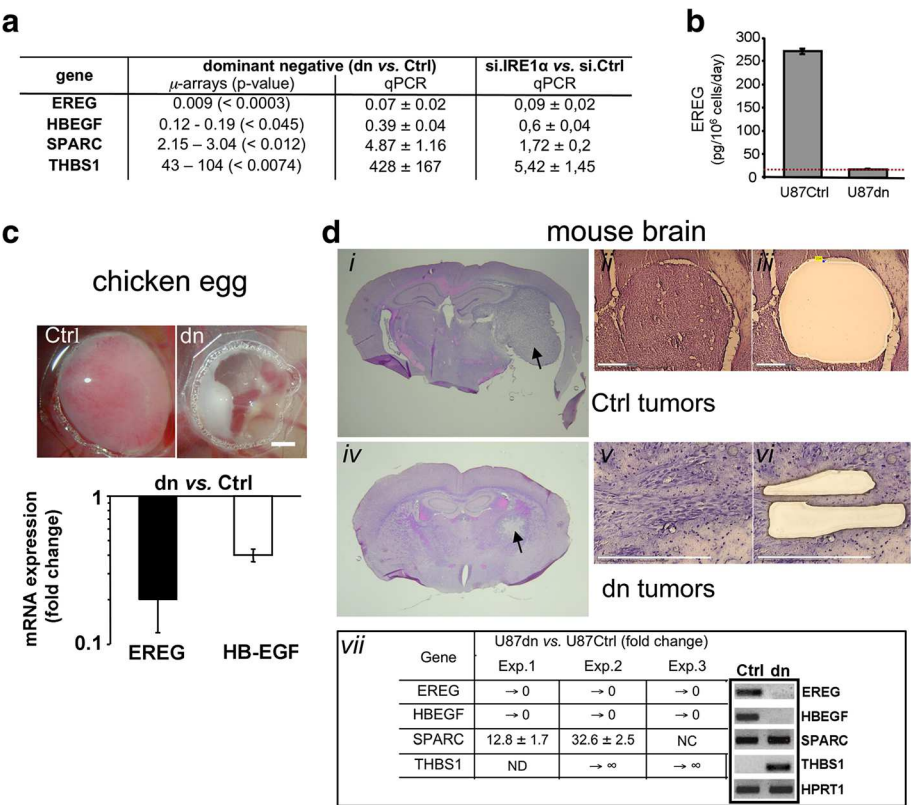 a
dominant negative (dn vs. Ctrl) si.IRE1α vs. si.Ctrl
gene μ-arrays (p-value) qPCR qPCR
EREG 0.009 (< 0.0003) 0.07 ± 0.02 0,09 ± 0,02
HBEGF 0.12 - 0.19 (< 0.045) 0.39 ± 0.04 0,6 ± 0,04
SPARC 2.15 – 3.04 (< 0.012) 4.87 ± 1.16 1,72 ± 0,2
THBS1 43 – 104 (< 0.0074) 428 ± 167 5,42 ± 1,45
b
EREG
(pg/10⁶ cells/day)
300
250
200
150
100
50
0
U87Ctrl U87dn
c
chicken egg
Ctrl dn
dn vs. Ctrl
mRNA expression
(fold change)
1
0.1
EREG HB-EGF
d
mouse brain
i ii iii
Ctrl tumors
iv v vi
dn tumors
vii
U87dn vs. U87Ctrl (fold change)
Gene Exp.1 Exp.2 Exp.3
EREG → 0 → 0 → 0
HBEGF → 0 → 0 → 0
SPARC 12.8 ± 1.7 32.6 ± 2.5 NC
THBS1 ND → ∞ → ∞
Ctrl dn
EREG
HBEGF
SPARC
THBS1
HPRT1